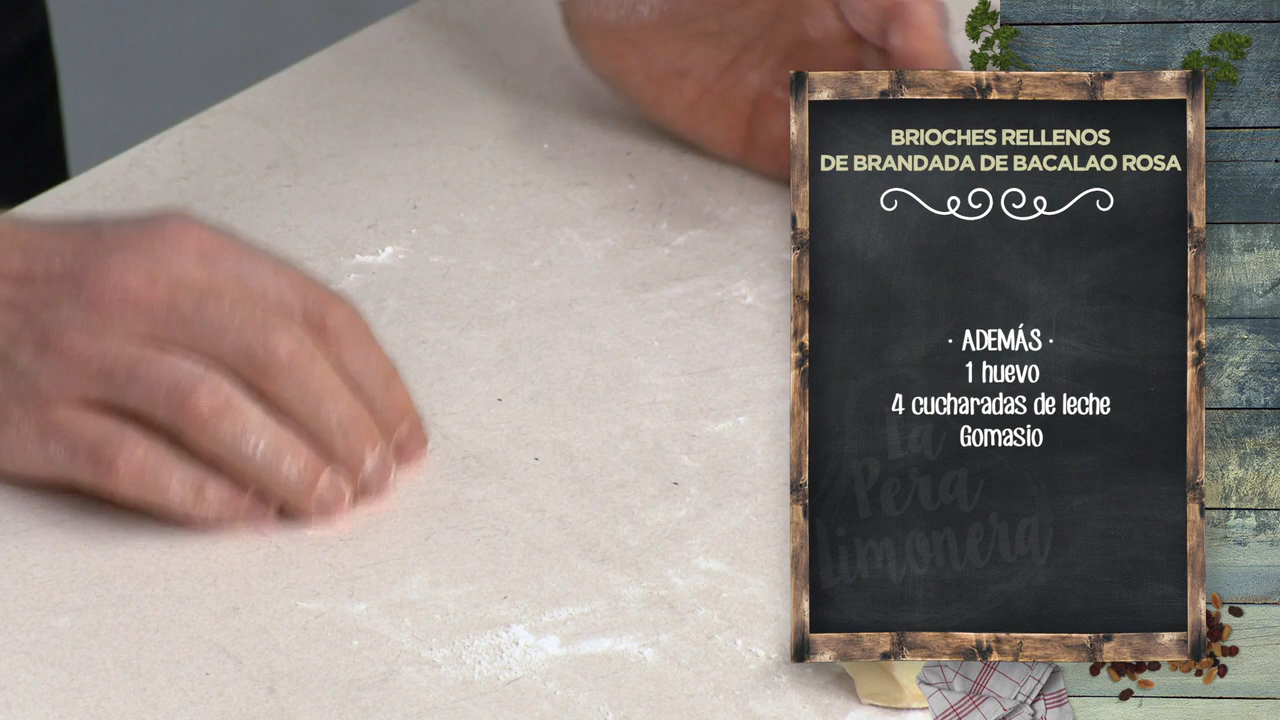 BRIOCHES RELLENOS
DE BRANDADA DE BACALAO ROSA
· ADEMÁS ·
1 huevo
4 cucharadas de leche
Gomasio
La
Pera
limonera